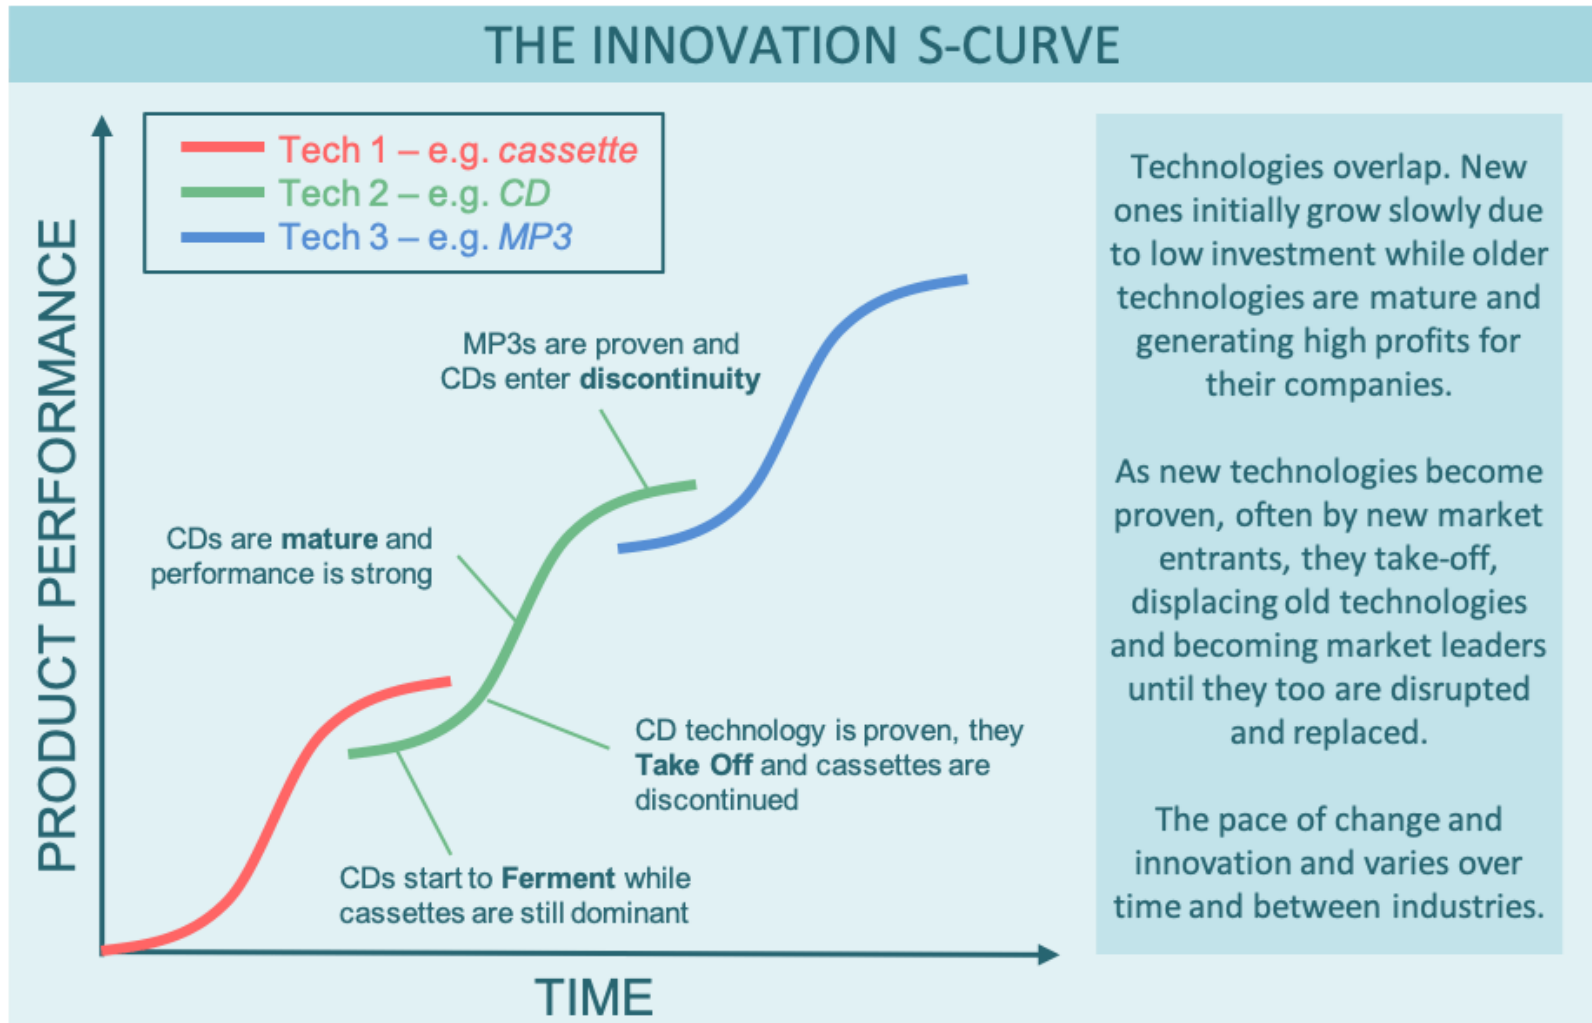 THE INNOVATION S-CURVE
Tech 1 – e.g. cassette
Tech 2 – e.g. CD
Tech 3 – e.g. MP3
PRODUCT PERFORMANCE
MP3s are proven and
CDs enter discontinuity
CDs are mature and
performance is strong
CD technology is proven, they
Take Off and cassettes are
discontinued
CDs start to Ferment while
cassettes are still dominant
TIME
Technologies overlap. New
ones initially grow slowly due
to low investment while older
technologies are mature and
generating high profits for
their companies.
As new technologies become
proven, often by new market
entrants, they take-off,
displacing old technologies
and becoming market leaders
until they too are disrupted
and replaced.
The pace of change and
innovation and varies over
time and between industries.